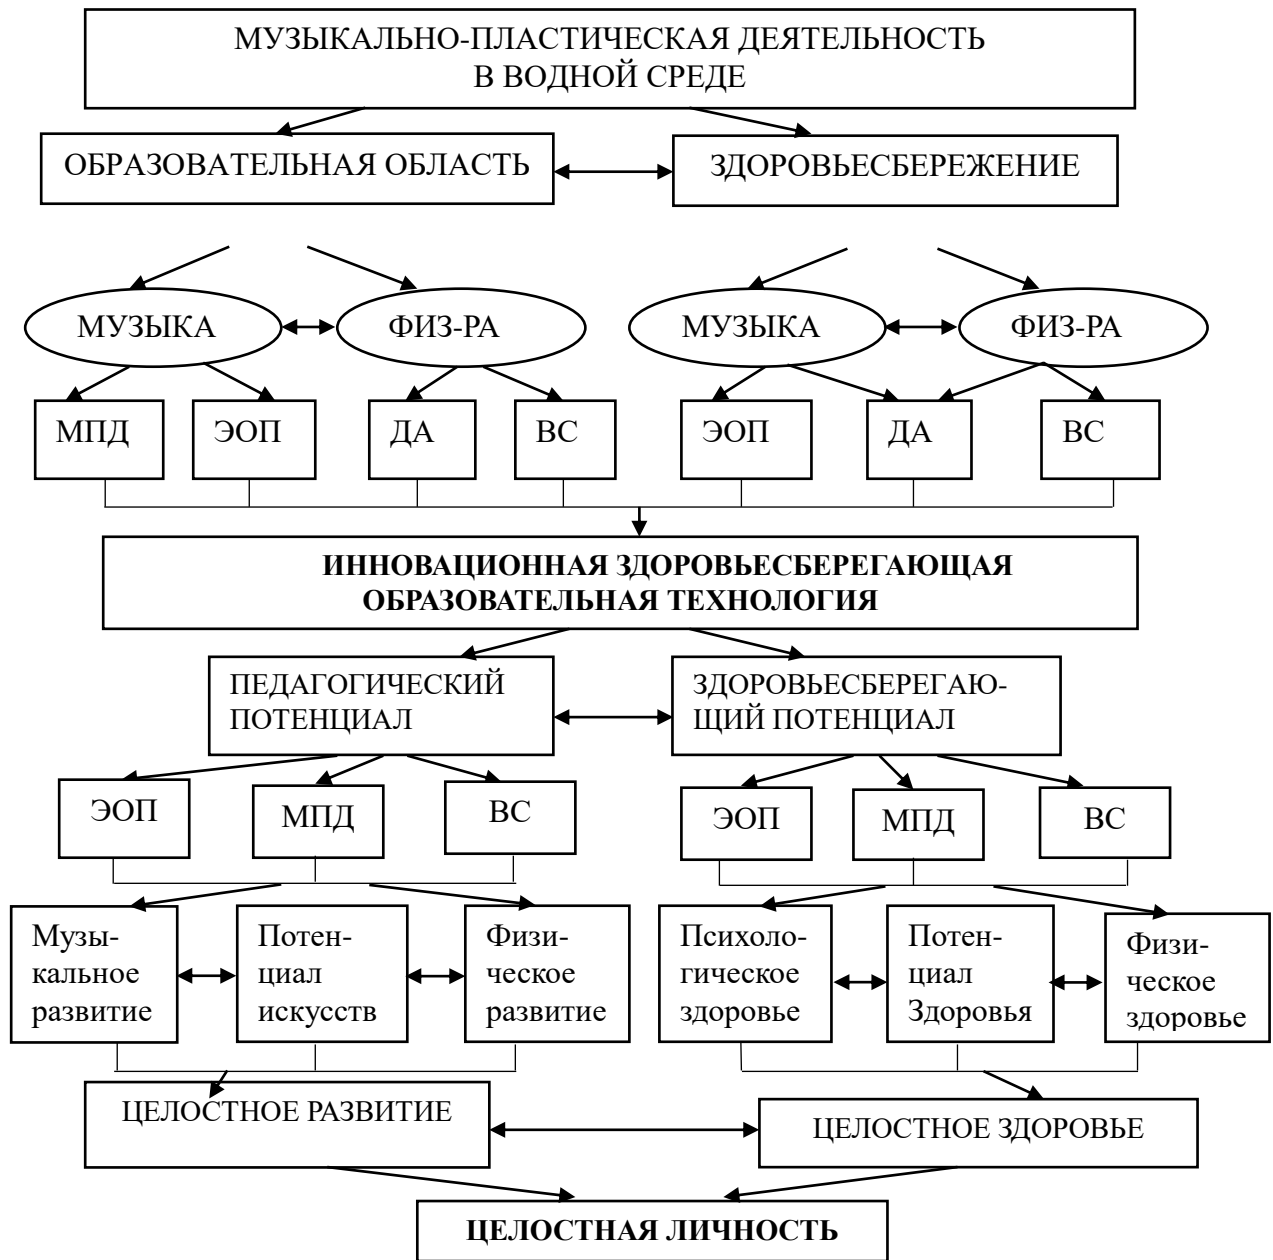 МУЗЫКАЛЬНО-ПЛАСТИЧЕСКАЯ ДЕЯТЕЛЬНОСТЬ
В ВОДНОЙ СРЕДЕ
ОБРАЗОВАТЕЛЬНАЯ ОБЛАСТЬ
ЗДОРОВЬЕСБЕРЕЖЕНИЕ
МУЗЫКА
ФИЗ-РА
МУЗЫКА
ФИЗ-РА
МПД
ЭОП
ДА
ВС
ЭОП
ДА
ВС
ИННОВАЦИОННАЯ ЗДОРОВЬЕСБЕРЕГАЮЩАЯ
ОБРАЗОВАТЕЛЬНАЯ ТЕХНОЛОГИЯ
ПЕДАГОГИЧЕСКИЙ
ПОТЕНЦИАЛ
ЗДОРОВЬЕСБЕРЕГАЮ-
ЩИЙ ПОТЕНЦИАЛ
ЭОП
МПД
ВС
ЭОП
МПД
ВС
Музы-
кальное
развитие
Потен-
циал
искусств
Физи-
ческое
развитие
Психоло-
гическое
здоровье
Потен-
циал
Здоровья
Физи-
ческое
здоровье
ЦЕЛОСТНОЕ РАЗВИТИЕ
ЦЕЛОСТНОЕ ЗДОРОВЬЕ
ЦЕЛОСТНАЯ ЛИЧНОСТЬ